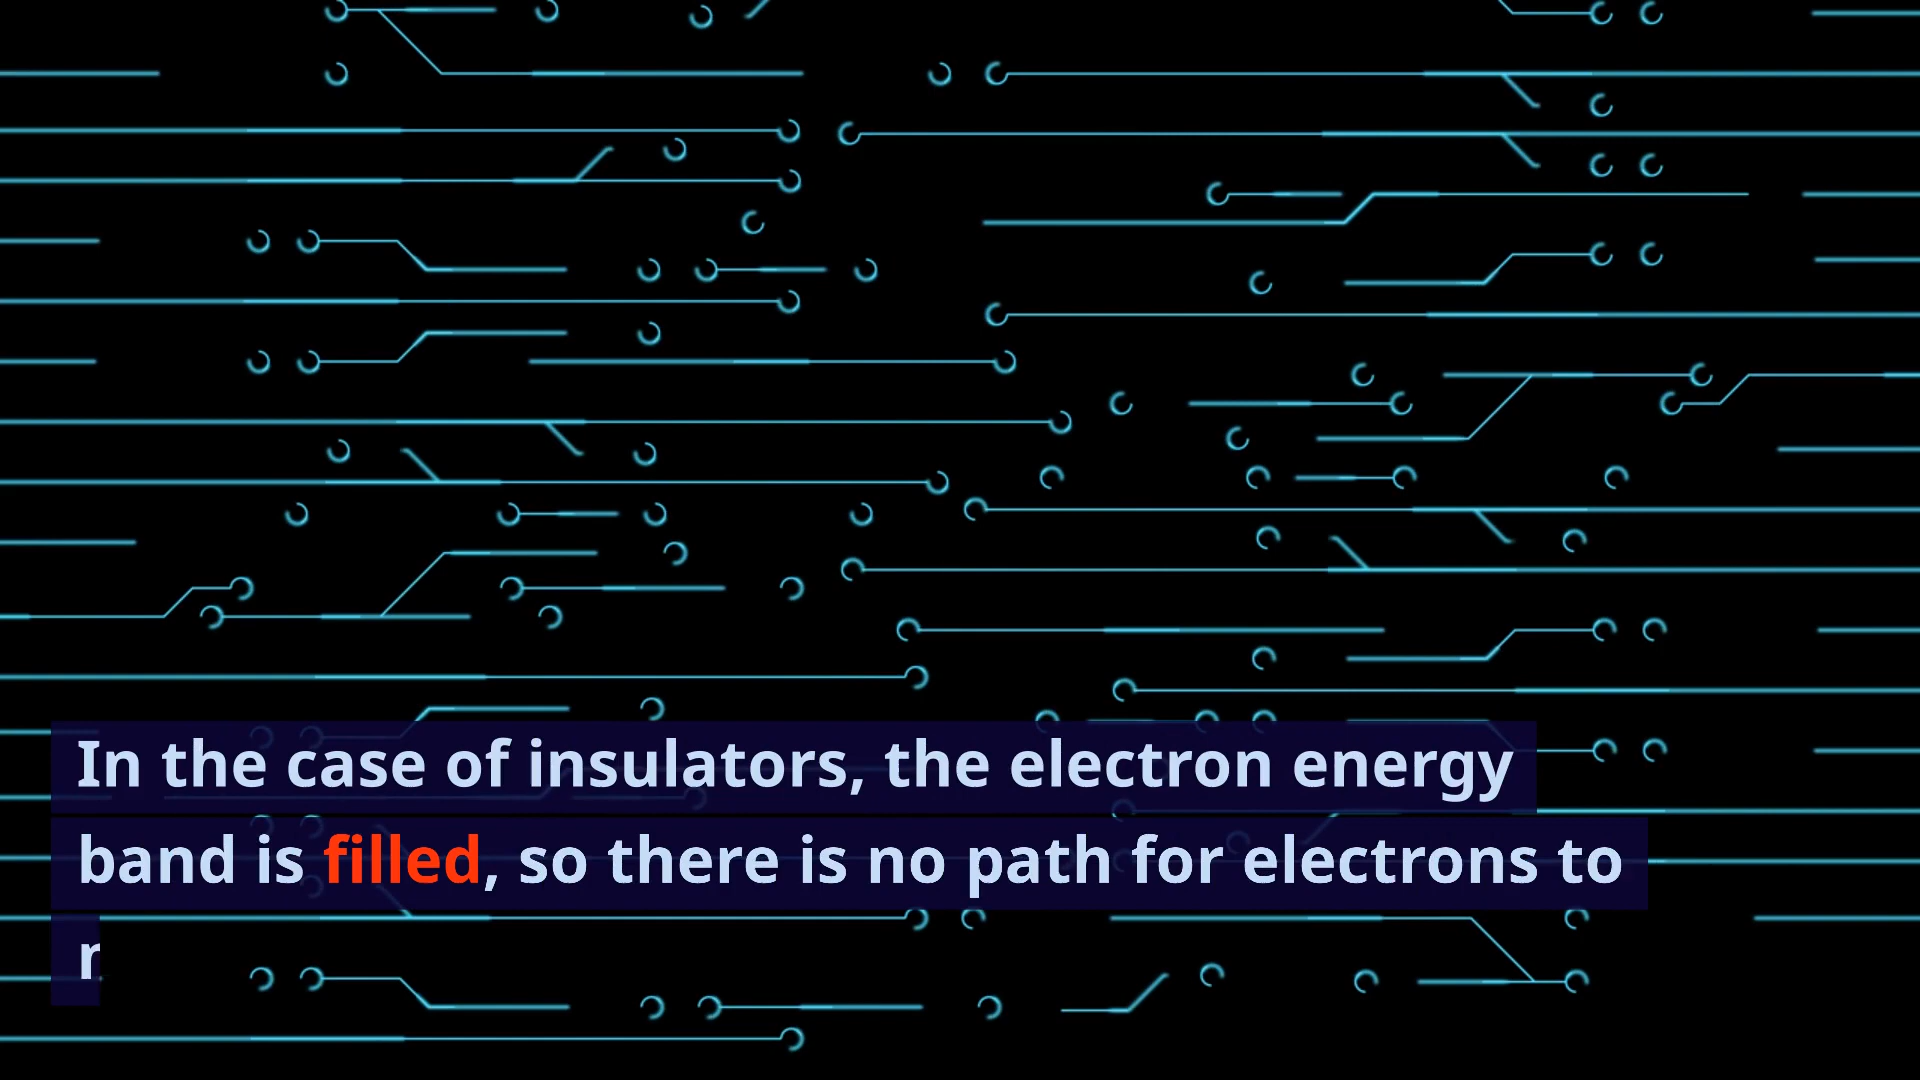 In the case of insulators, the electron energy
band is filled, so there is no path for electrons to